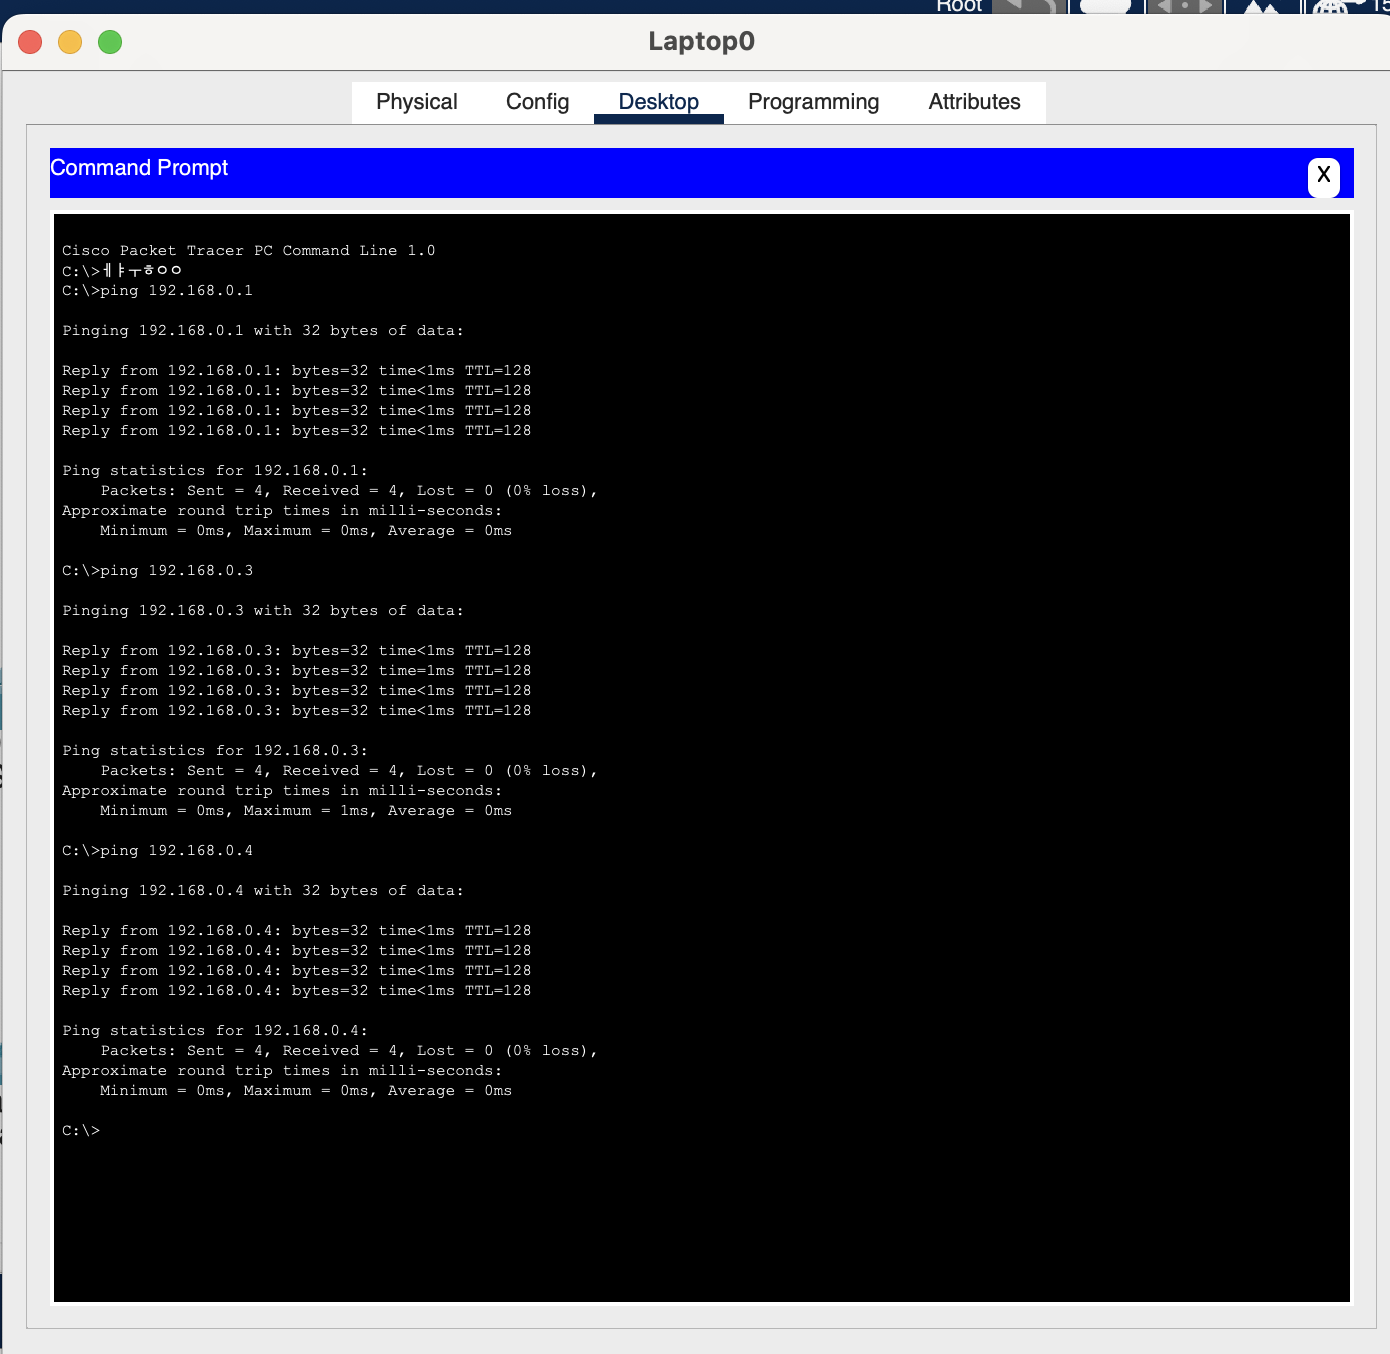 Root
Laptop0
Physical Config Desktop Programming Attributes
Command Prompt
X
Cisco Packet Tracer PC Command Line 1.0
C:\>ㅔㅑㅜㅎㅇㅇ
C:\>ping 192.168.0.1
Pinging 192.168.0.1 with 32 bytes of data:
Reply from 192.168.0.1: bytes=32 time<1ms TTL=128
Reply from 192.168.0.1: bytes=32 time<1ms TTL=128
Reply from 192.168.0.1: bytes=32 time<1ms TTL=128
Reply from 192.168.0.1: bytes=32 time<1ms TTL=128
Ping statistics for 192.168.0.1:
Packets: Sent = 4, Received = 4, Lost = 0 (0% loss),
Approximate round trip times in milli-seconds:
Minimum = 0ms, Maximum = 0ms, Average = 0ms
C:\>ping 192.168.0.3
Pinging 192.168.0.3 with 32 bytes of data:
Reply from 192.168.0.3: bytes=32 time<1ms TTL=128
Reply from 192.168.0.3: bytes=32 time=1ms TTL=128
Reply from 192.168.0.3: bytes=32 time<1ms TTL=128
Reply from 192.168.0.3: bytes=32 time<1ms TTL=128
Ping statistics for 192.168.0.3:
Packets: Sent = 4, Received = 4, Lost = 0 (0% loss),
Approximate round trip times in milli-seconds:
Minimum = 0ms, Maximum = 1ms, Average = 0ms
C:\>ping 192.168.0.4
Pinging 192.168.0.4 with 32 bytes of data:
Reply from 192.168.0.4: bytes=32 time<1ms TTL=128
Reply from 192.168.0.4: bytes=32 time<1ms TTL=128
Reply from 192.168.0.4: bytes=32 time<1ms TTL=128
Reply from 192.168.0.4: bytes=32 time<1ms TTL=128
Ping statistics for 192.168.0.4:
Packets: Sent = 4, Received = 4, Lost = 0 (0% loss),
Approximate round trip times in milli-seconds:
Minimum = 0ms, Maximum = 0ms, Average = 0ms
C:\>